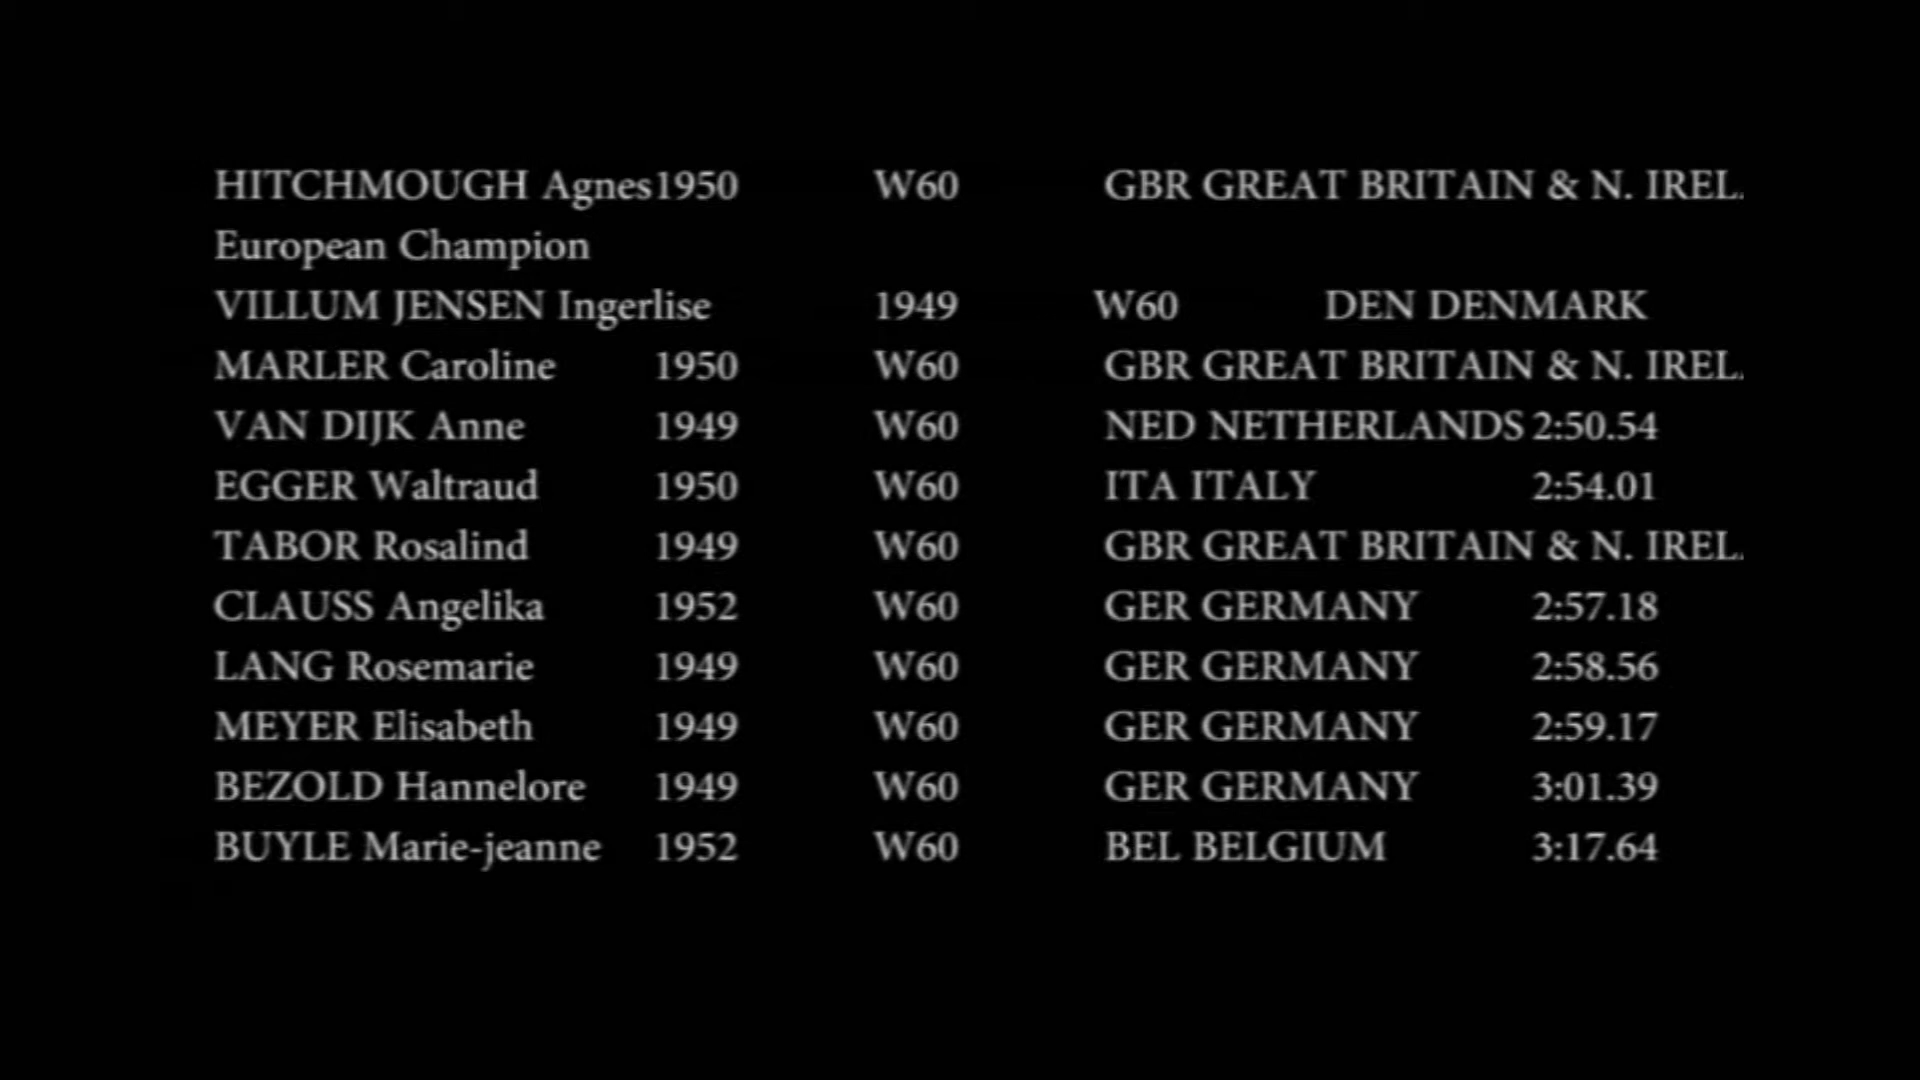 HITCHMOUGH Agnes 1950 W60 GBR GREAT BRITAIN & N. IREL
European Champion
VILLUM JENSEN Ingerlise 1949 W60 DEN DENMARK
MARLER Caroline 1950 W60 GBR GREAT BRITAIN & N. IREL
VAN DIJK Anne 1949 W60 NED NETHERLANDS 2:50.54
EGGER Waltraud 1950 W60 ITA ITALY 2:54.01
TABOR Rosalind 1949 W60 GBR GREAT BRITAIN & N. IREL
CLAUSS Angelika 1952 W60 GER GERMANY 2:57.18
LANG Rosemarie 1949 W60 GER GERMANY 2:58.56
MEYER Elisabeth 1949 W60 GER GERMANY 2:59.17
BEZOLD Hannelore 1949 W60 GER GERMANY 3:01.39
BUYLE Marie-jeanne 1952 W60 BEL BELGIUM 3:17.64